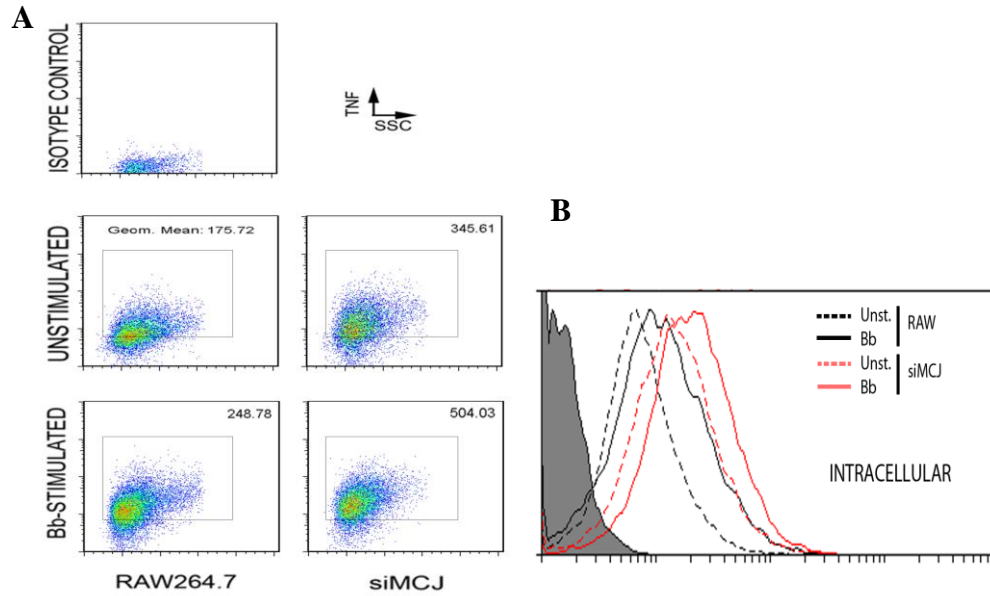 A
ISOTYPE CONTROL
TNF
SSC
UNSTIMULATED
Geom. Mean: 175.72
345.61
Bb-STIMULATED
248.78
504.03
RAW264.7
siMCJ
B
Unst.
Bb
RAW
Unst.
Bb
siMCJ
INTRACELLULAR